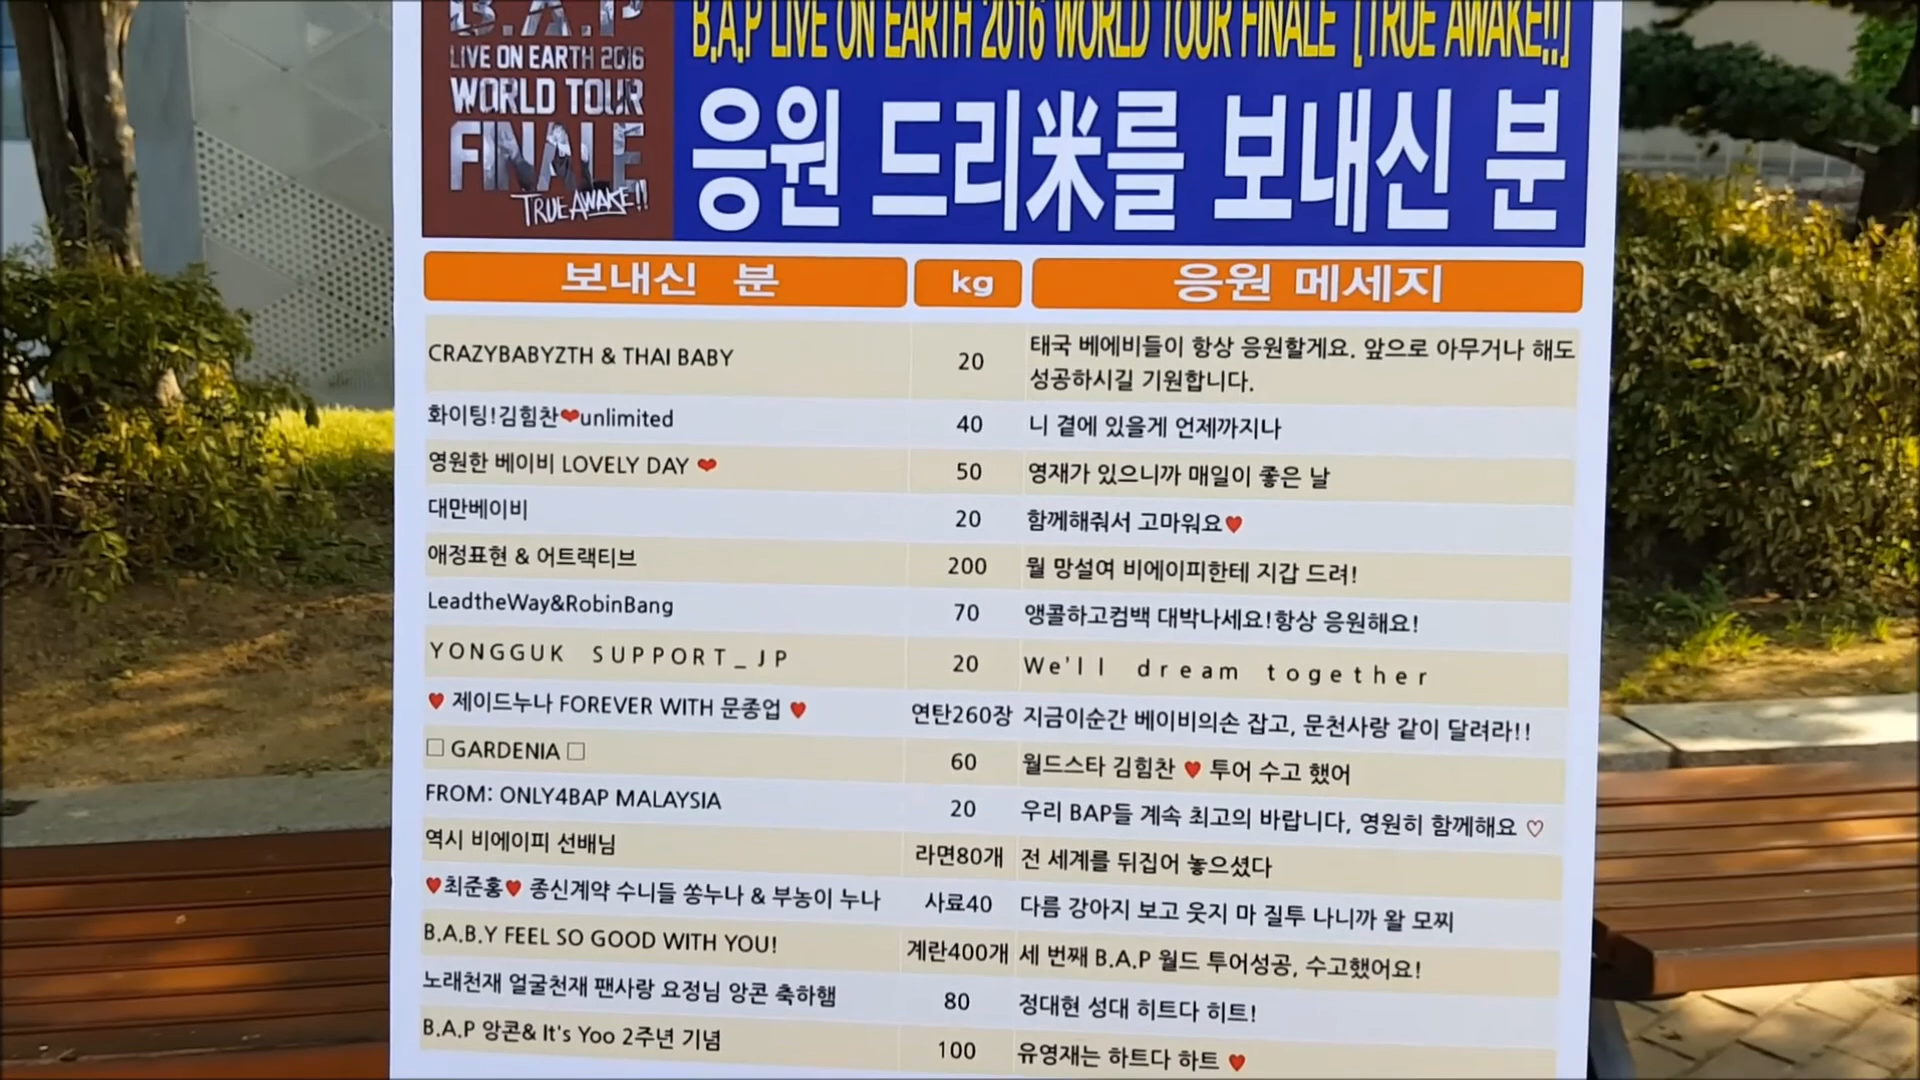 B.A.P
LIVE ON EARTH 2016
WORLD TOUR
FINALE
TRUE AWAKE!!
B.A.P LIVE ON EARTH 2016 WORLD TOUR FINALE [TRUE AWAKE!!]
응원 드리米를 보내신 분
보내신 분 kg 응원 메세지
CRAZYBABYZTH & THAI BABY 20 태국 베에비들이 항상 응원할게요. 앞으로 아무거나 해도
성공하시길 기원합니다.
화이팅!김힘찬❤unlimited 40 니 곁에 있을게 언제까지나
영원한 베이비 LOVELY DAY ❤ 50 영재가 있으니까 매일이 좋은 날
대만베이비 20 함께해줘서 고마워요♥
애정표현 & 어트랙티브 200 뭘 망설여 비에이피한테 지갑 드려!
LeadtheWay&RobinBang 70 앵콜하고컴백 대박나세요!항상 응원해요!
YONGGUK SUPPORT_JP 20 We'll dream together
♥ 제이드누나 FOREVER WITH 문종업 ♥ 연탄260장 지금이순간 베이비의손 잡고, 문천사랑 같이 달려라!!
□ GARDENIA □ 60 월드스타 김힘찬 ♥ 투어 수고 했어
FROM: ONLY4BAP MALAYSIA 20 우리 BAP들 계속 최고의 바랍니다, 영원히 함께해요 ♡
역시 비에이피 선배님 라면80개 전 세계를 뒤집어 놓으셨다
♥최준홍♥ 종신계약 수니들 쏭누나 & 부농이 누나 사료40 다름 강아지 보고 웃지 마 질투 나니까 왈 모찌
B.A.B.Y FEEL SO GOOD WITH YOU! 계란400개 세 번째 B.A.P 월드 투어성공, 수고했어요!
노래천재 얼굴천재 팬사랑 요정님 앙콘 축하햄 80 정대현 성대 히트다 히트!
B.A.P 앙콘& It's Yoo 2주년 기념 100 유영재는 하트다 하트 ♥